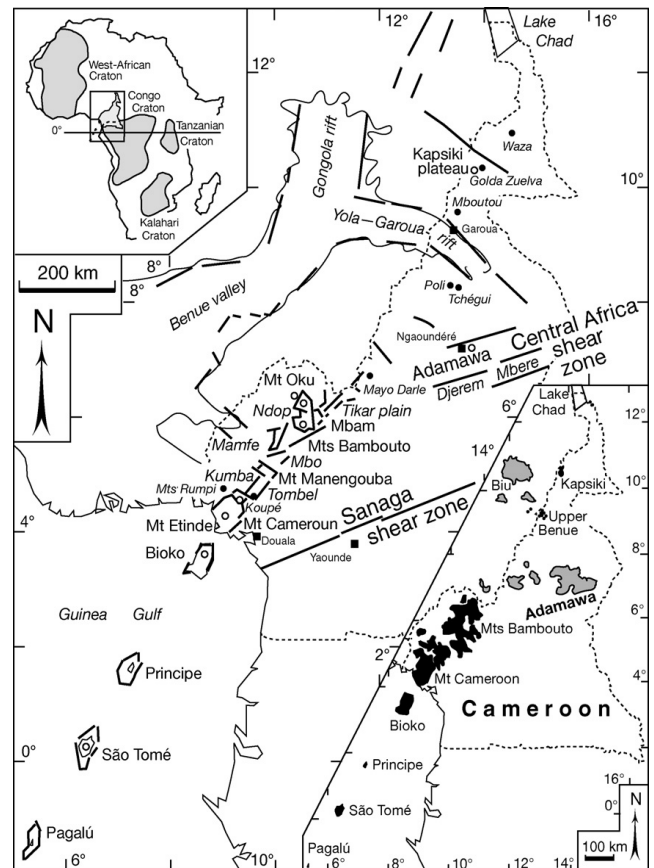 12°
16°
Lake
Chad
West-African
Craton
Congo
Craton
0°
Tanzanian
Craton
Kalahari
Craton
12°
Gongola rift
Waza
Kapsiki
plateau
Golda Zuelva
10°
Mboutou
Yola—Garoua rift
Garoua
200 km
8°
8°
N
Benue valley
Poli
Tchégui
Ngaoundéré
Adamawa
Central Africa
shear
zone
Djerem
Mbere
Mt Oku
Mayo Darle
Ndop
Tikar plain
Mbam
Mamfe
Mts Bambouto
Mbo
Kumba
Mt Manengouba
Mts Rumpi
Tombel
Koupé
4°
Mt Etinde
Mt Cameroun
Sanaga
shear zone
Bioko
Douala
Yaounde
Guinea Gulf
Principe
0°
São Tomé
Pagalú
6°
10°
Lake
Chad
6°
12°
14°
Biu
Kapsiki
10°
Upper
Benue
8°
Adamawa
6°
Mts Bambouto
2°
Mt Cameroon
4°
Cameroon
Bioko
Principe
16°
0°
N
São Tomé
Pagalú
6°
8°
10°
12°
14°
100 km